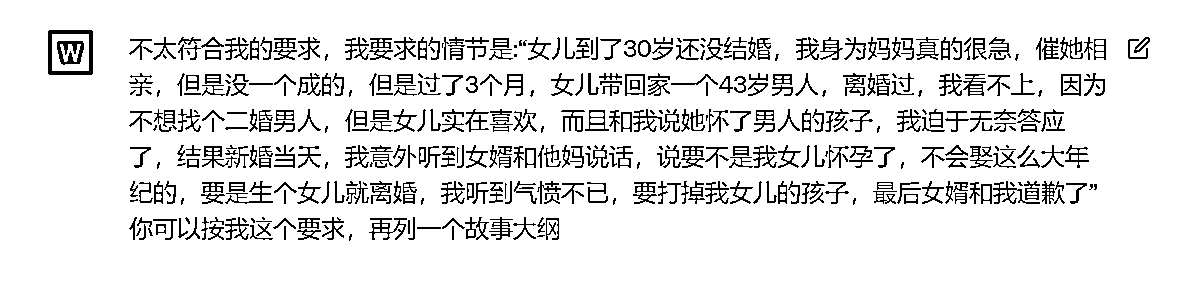 W
不太符合我的要求，我要求的情节是:“女儿到了30岁还没结婚，我身为妈妈真的很急，催她相
亲，但是没一个成的，但是过了3个月，女儿带回家一个43岁男人，离婚过，我看不上，因为
不想找个二婚男人，但是女儿实在喜欢，而且和我说她怀了男人的孩子，我迫于无奈答应
了，结果新婚当天，我意外听到女婿和他妈说话，说要不是我女儿怀孕了，不会娶这么大年
纪的，要是生个女儿就离婚，我听到气愤不已，要打掉我女儿的孩子，最后女婿和我道歉了”
你可以按我这个要求，再列一个故事大纲